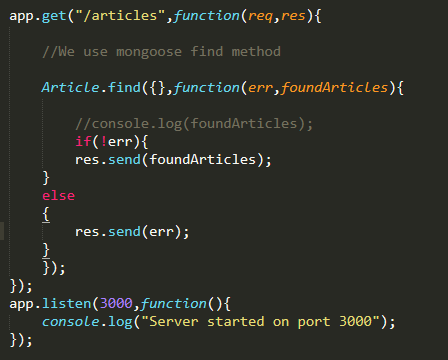 app.get("/articles",function(req,res){
//We use mongoose find method
Article.find({},function(err,foundArticles){
//console.log(foundArticles);
if(!err){
res.send(foundArticles);
}
else
{
res.send(err);
}
});
});
app.listen(3000,function(){
console.log("Server started on port 3000");
});